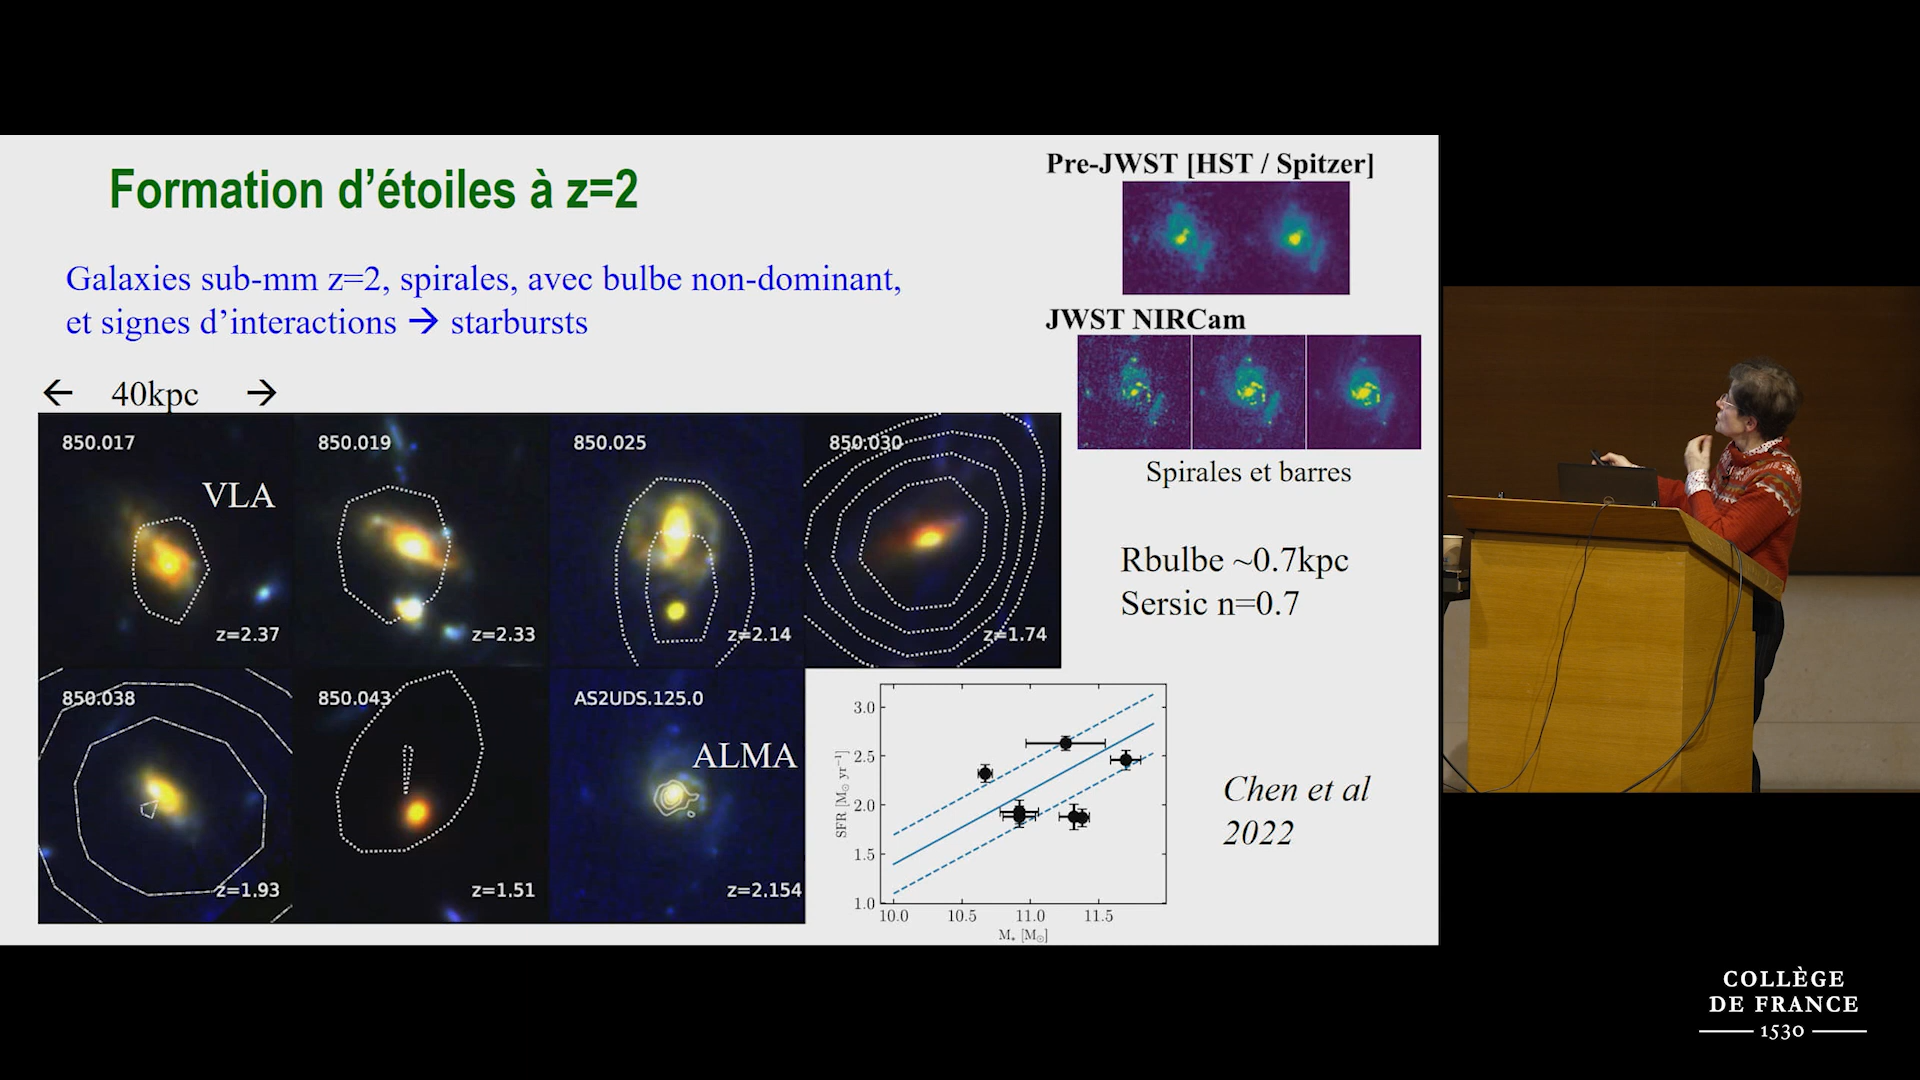 Formation d’étoiles à z=2
Galaxies sub-mm z=2, spirales, avec bulbe non-dominant,
et signes d’interactions → starbursts
← 40kpc →
850.017
VLA
z=2.37
850.019
z=2.33
850.025
z=2.14
850.030
z=1.74
850.038
z=1.93
850.043
z=1.51
AS2UDS.125.0
ALMA
z=2.154
Pre-JWST [HST / Spitzer]
JWST NIRCam
Spirales et barres
Rbulbe ~0.7kpc
Sersic n=0.7
SFR [M⊙ yr⁻¹]
3.0
2.5
2.0
1.5
1.0
10.0 10.5 11.0 11.5
M⋆ [M⊙]
Chen et al
2022
COLLÈGE
DE FRANCE
1530